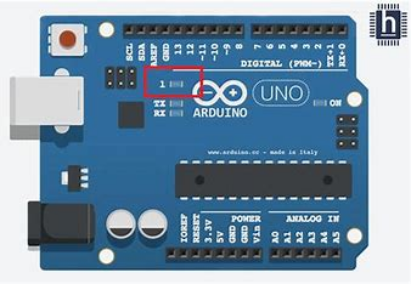 h
SCL
SDA
AREF
GND
13
12
~11
~10
~9
8
7
~6
~5
4
~3
2
TX→1
RX←0
DIGITAL (PWM~)
1
TX
RX
UNO
ON
ARDUINO
www.arduino.cc - made in italy
IOREF
RESET
3.3V
5V
GND
GND
Vin
POWER
ANALOG IN
A0
A1
A2
A3
A4
A5